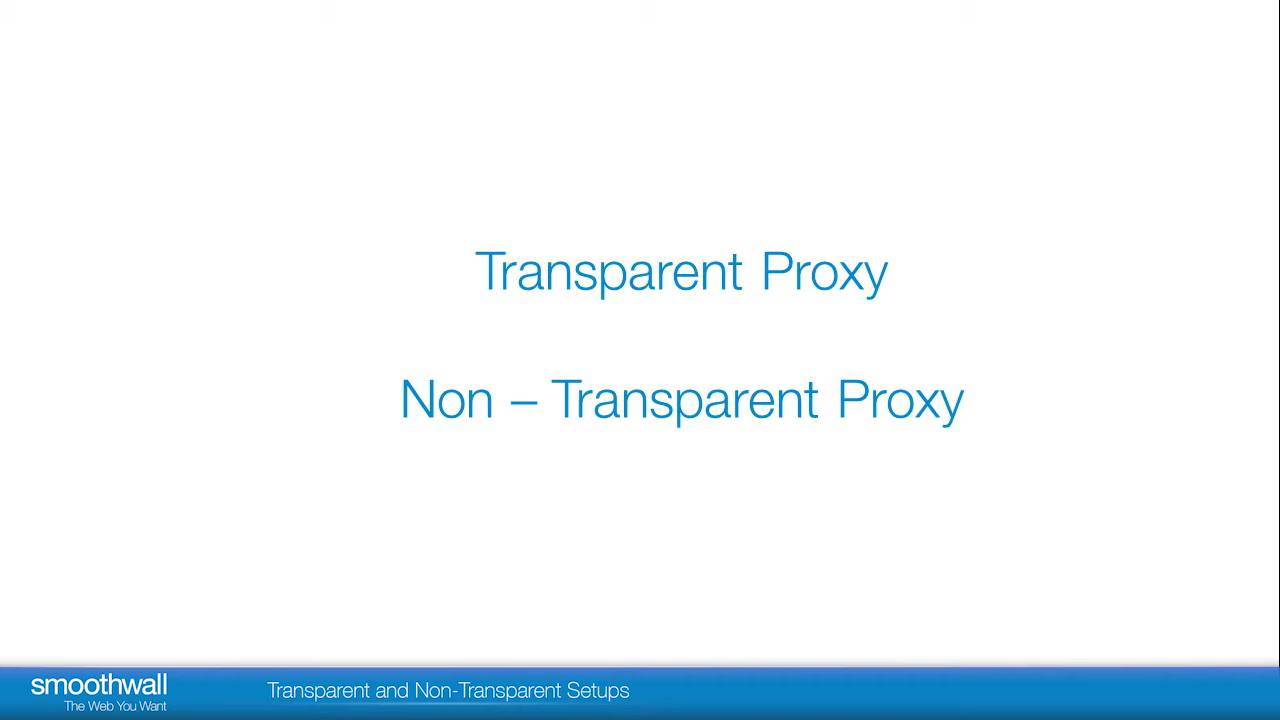 Transparent Proxy
Non – Transparent Proxy
smoothwall
The Web You Want
Transparent and Non-Transparent Setups